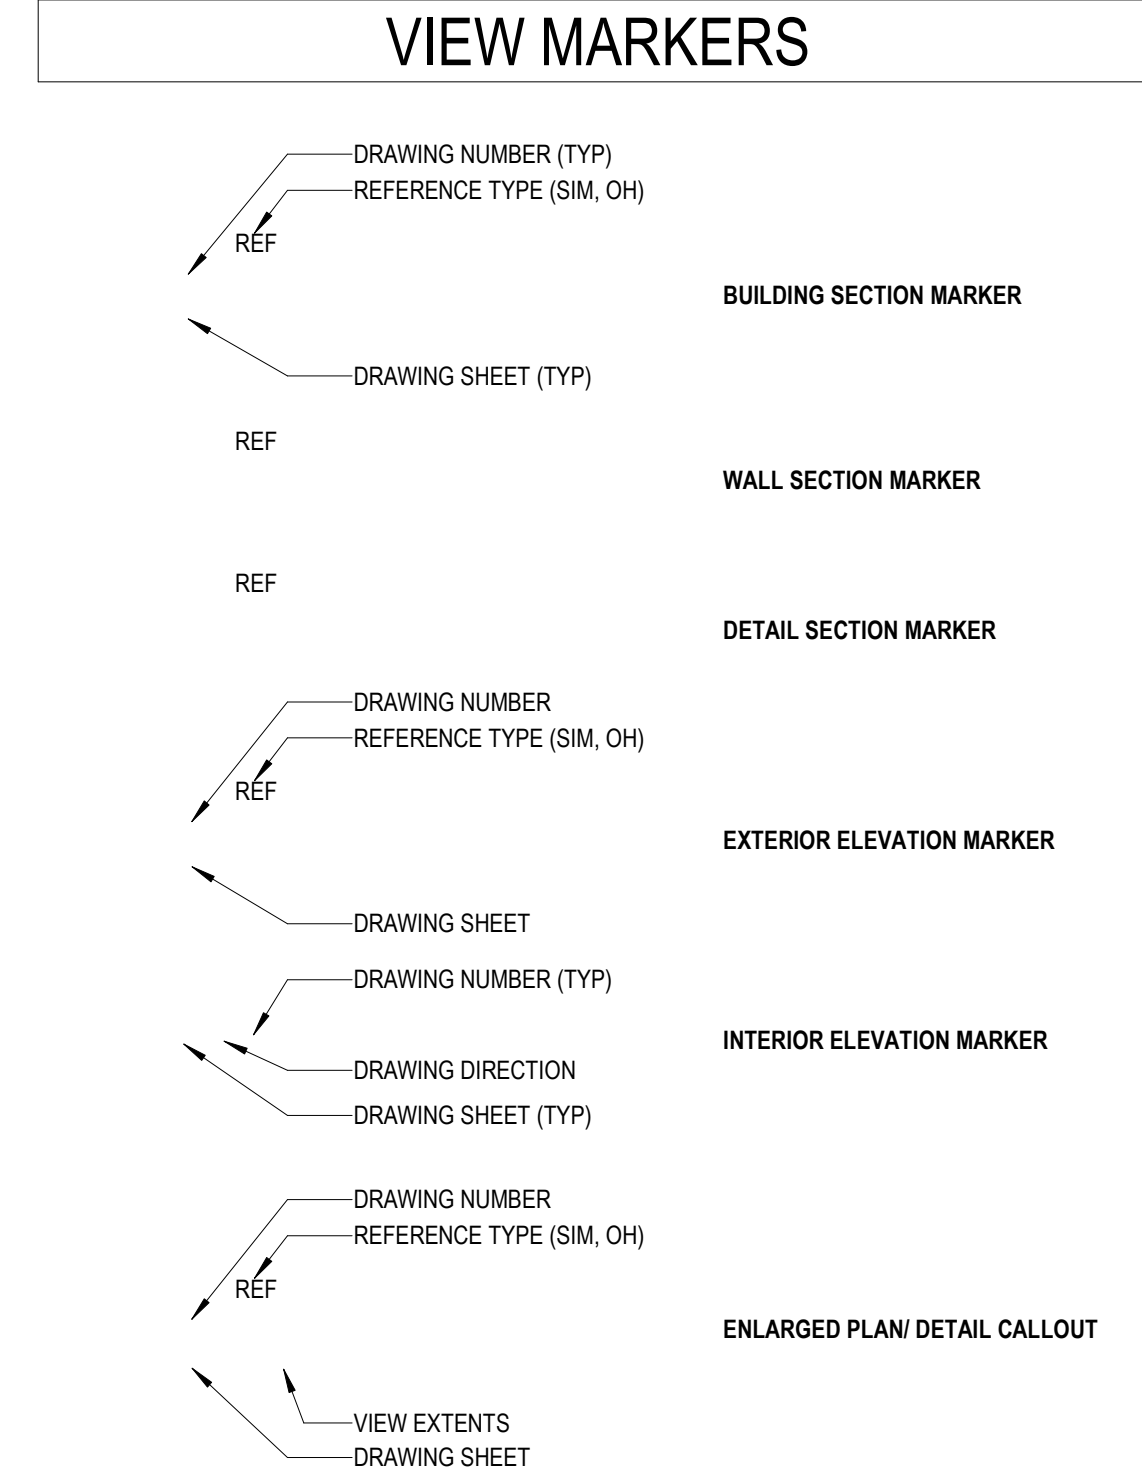 VIEW MARKERS
DRAWING NUMBER (TYP)
REFERENCE TYPE (SIM, OH)
REF
BUILDING SECTION MARKER
DRAWING SHEET (TYP)
REF
WALL SECTION MARKER
REF
DETAIL SECTION MARKER
DRAWING NUMBER
REFERENCE TYPE (SIM, OH)
REF
EXTERIOR ELEVATION MARKER
DRAWING SHEET
DRAWING NUMBER (TYP)
INTERIOR ELEVATION MARKER
DRAWING DIRECTION
DRAWING SHEET (TYP)
DRAWING NUMBER
REFERENCE TYPE (SIM, OH)
REF
ENLARGED PLAN/ DETAIL CALLOUT
VIEW EXTENTS
DRAWING SHEET